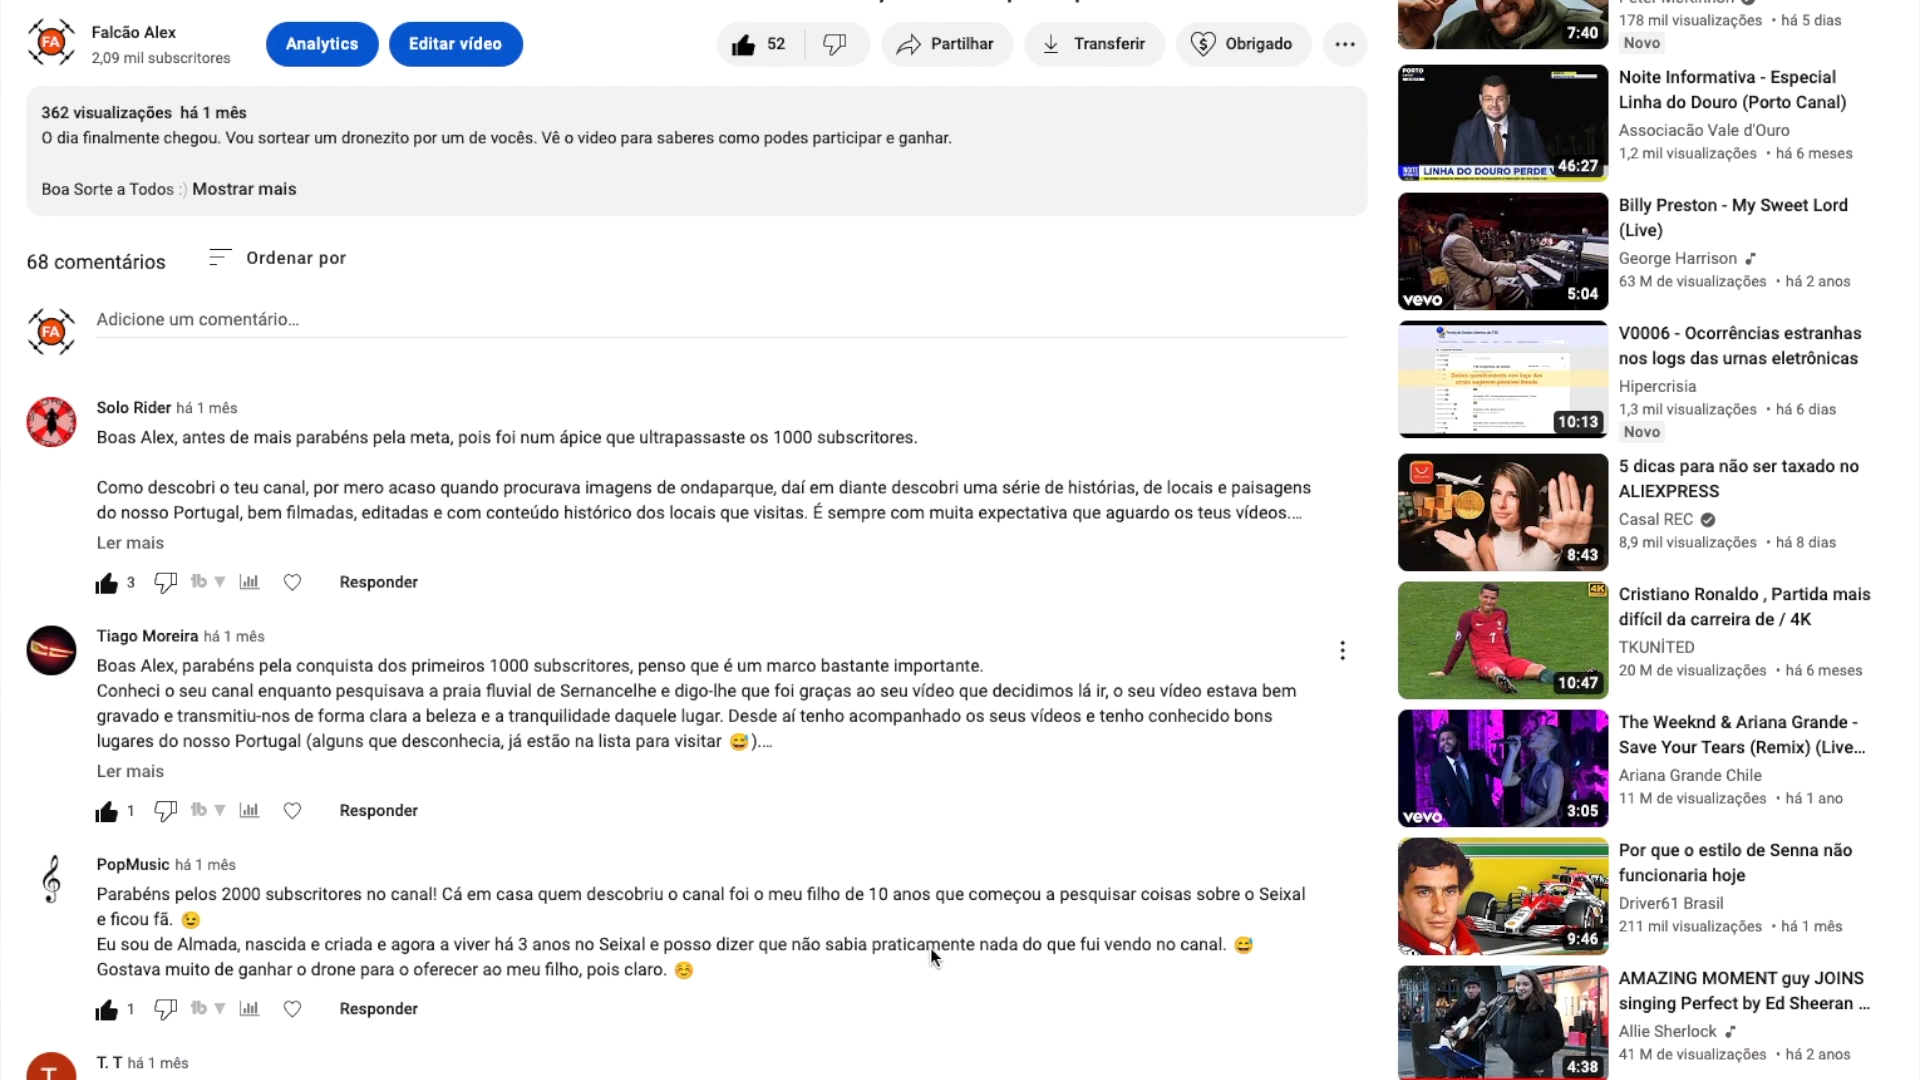 FA
Falcão Alex
2,09 mil subscritores
Analytics
Editar vídeo
52
Partilhar
Transferir
Obrigado
362 visualizações há 1 mês
O dia finalmente chegou. Vou sortear um dronezito por um de vocês. Vê o video para saberes como podes participar e ganhar.
Boa Sorte a Todos :) Mostrar mais
68 comentários
Ordenar por
FA
Adicione um comentário...
Solo Rider há 1 mês
Boas Alex, antes de mais parabéns pela meta, pois foi num ápice que ultrapassaste os 1000 subscritores.
Como descobri o teu canal, por mero acaso quando procurava imagens de ondaparque, daí em diante descobri uma série de histórias, de locais e paisagens
do nosso Portugal, bem filmadas, editadas e com conteúdo histórico dos locais que visitas. É sempre com muita expectativa que aguardo os teus vídeos....
Ler mais
3
Responder
Tiago Moreira há 1 mês
Boas Alex, parabéns pela conquista dos primeiros 1000 subscritores, penso que é um marco bastante importante.
Conheci o seu canal enquanto pesquisava a praia fluvial de Sernancelhe e digo-lhe que foi graças ao seu vídeo que decidimos lá ir, o seu vídeo estava bem
gravado e transmitiu-nos de forma clara a beleza e a tranquilidade daquele lugar. Desde aí tenho acompanhado os seus vídeos e tenho conhecido bons
lugares do nosso Portugal (alguns que desconhecia, já estão na lista para visitar 😅)....
Ler mais
1
Responder
PopMusic há 1 mês
Parabéns pelos 2000 subscritores no canal! Cá em casa quem descobriu o canal foi o meu filho de 10 anos que começou a pesquisar coisas sobre o Seixal
e ficou fã. 😉
Eu sou de Almada, nascida e criada e agora a viver há 3 anos no Seixal e posso dizer que não sabia praticamente nada do que fui vendo no canal. 😅
Gostava muito de ganhar o drone para o oferecer ao meu filho, pois claro. ☺️
1
Responder
T
T. T há 1 mês
7:40
178 mil visualizações • há 5 dias
Novo
PORTO
LINHA DO DOURO PERDE
46:27
Noite Informativa - Especial
Linha do Douro (Porto Canal)
Associacão Vale d'Ouro
1,2 mil visualizações • há 6 meses
vevo
5:04
Billy Preston - My Sweet Lord
(Live)
George Harrison
63 M de visualizações • há 2 anos
10:13
V0006 - Ocorrências estranhas
nos logs das urnas eletrônicas
Hipercrisia
1,3 mil visualizações • há 6 dias
Novo
8:43
5 dicas para não ser taxado no
ALIEXPRESS
Casal REC
8,9 mil visualizações • há 8 dias
4K
7
10:47
Cristiano Ronaldo , Partida mais
difícil da carreira de / 4K
TKUNİTED
20 M de visualizações • há 6 meses
vevo
3:05
The Weeknd & Ariana Grande -
Save Your Tears (Remix) (Live...
Ariana Grande Chile
11 M de visualizações • há 1 ano
9:46
Por que o estilo de Senna não
funcionaria hoje
Driver61 Brasil
211 mil visualizações • há 1 mês
4:38
AMAZING MOMENT guy JOINS
singing Perfect by Ed Sheeran ...
Allie Sherlock
41 M de visualizações • há 2 anos